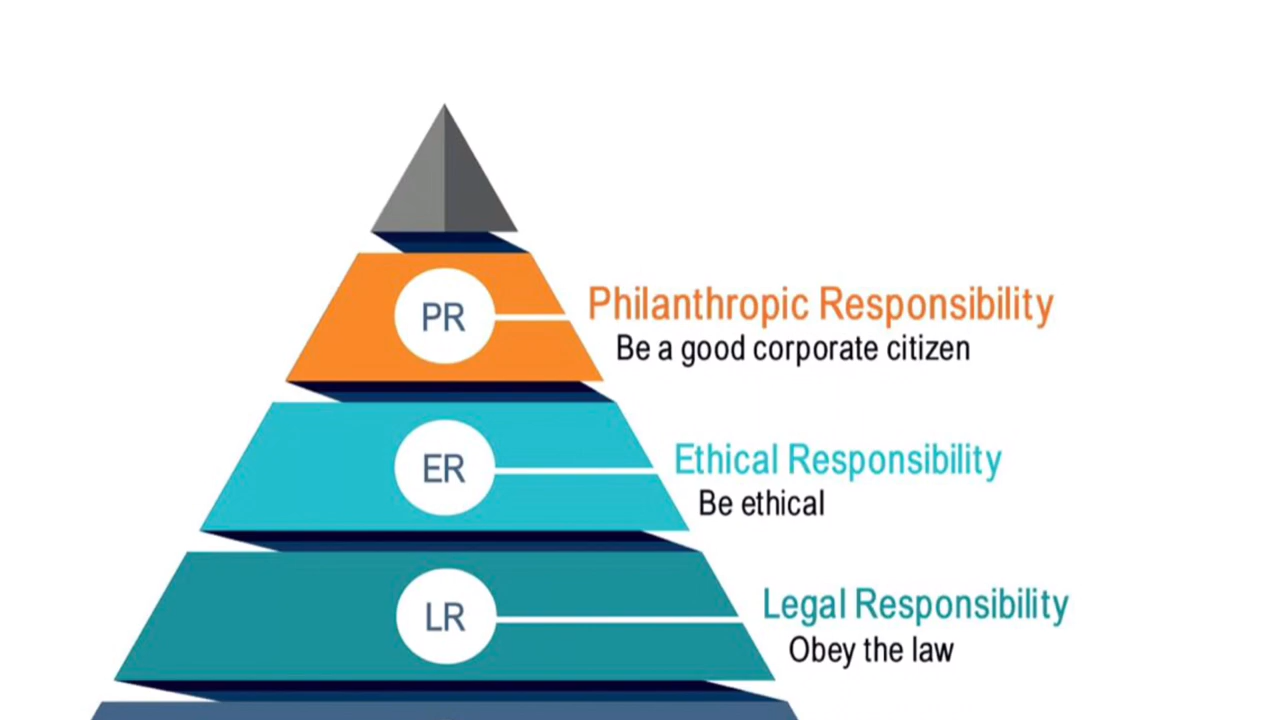 PR
Philanthropic Responsibility
Be a good corporate citizen
ER
Ethical Responsibility
Be ethical
LR
Legal Responsibility
Obey the law